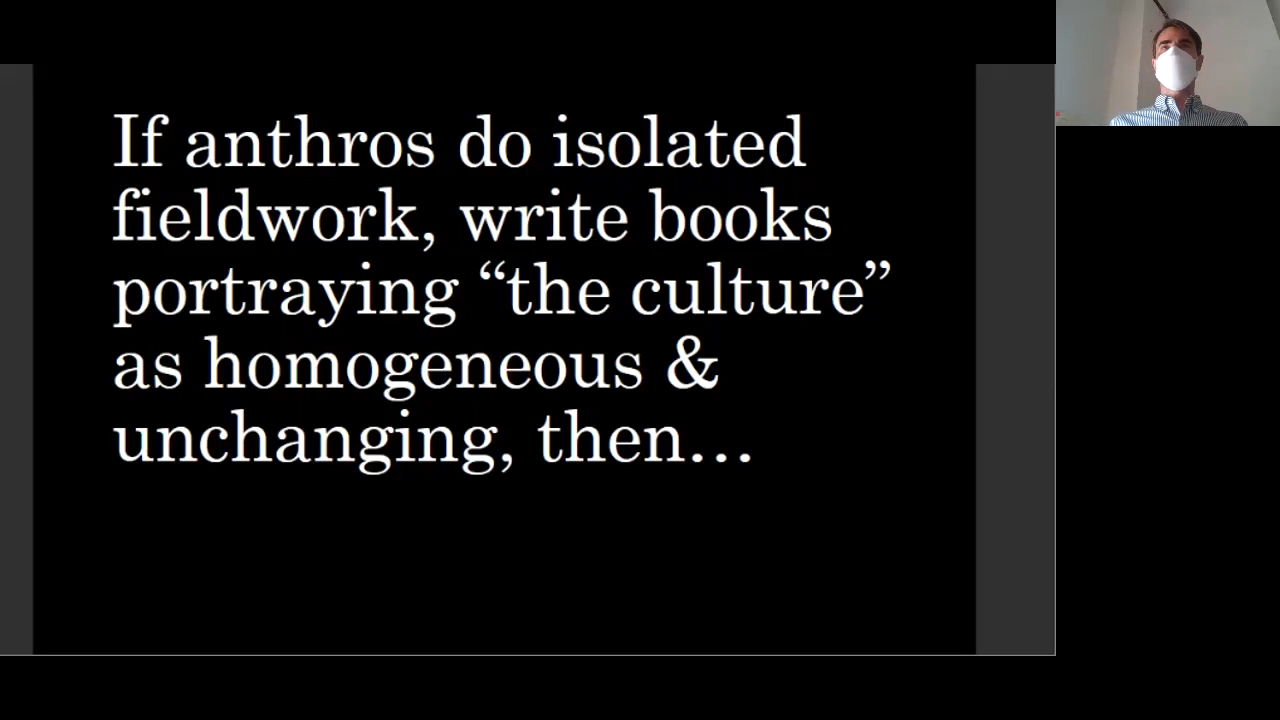 If anthros do isolated
fieldwork, write books
portraying “the culture”
as homogeneous &
unchanging, then…